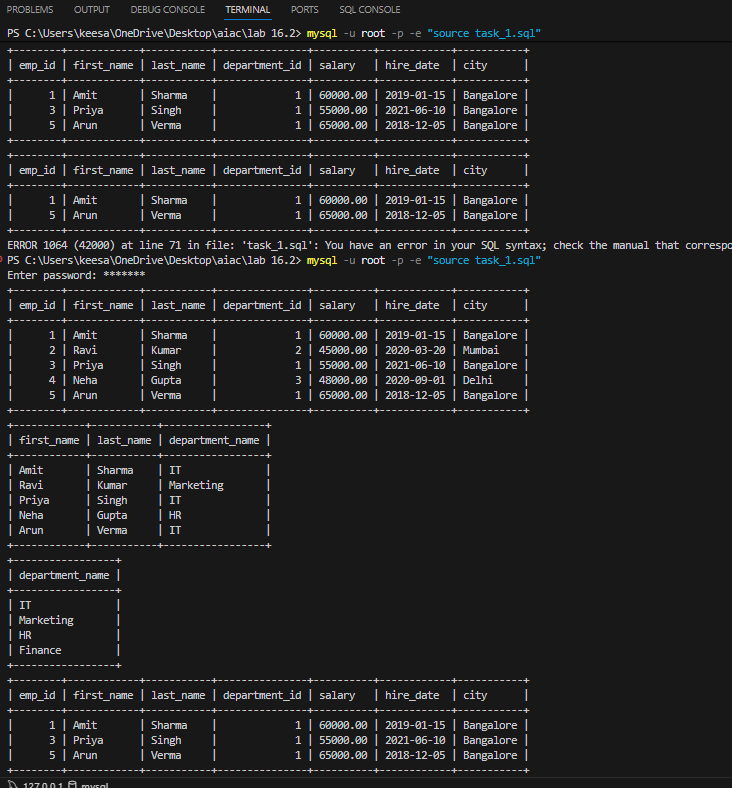 PROBLEMS OUTPUT DEBUG CONSOLE TERMINAL PORTS SQL CONSOLE
PS C:\Users\keesa\OneDrive\Desktop\aiac\lab 16.2> mysql -u root -p -e "source task_1.sql"
+--------+------------+-----------+---------------+----------+------------+-----------+
| emp_id | first_name | last_name | department_id | salary   | hire_date  | city      |
+--------+------------+-----------+---------------+----------+------------+-----------+
|      1 | Amit       | Sharma    |             1 | 60000.00 | 2019-01-15 | Bangalore |
|      3 | Priya      | Singh     |             1 | 55000.00 | 2021-06-10 | Bangalore |
|      5 | Arun       | Verma     |             1 | 65000.00 | 2018-12-05 | Bangalore |
+--------+------------+-----------+---------------+----------+------------+-----------+
+--------+------------+-----------+---------------+----------+------------+-----------+
| emp_id | first_name | last_name | department_id | salary   | hire_date  | city      |
+--------+------------+-----------+---------------+----------+------------+-----------+
|      1 | Amit       | Sharma    |             1 | 60000.00 | 2019-01-15 | Bangalore |
|      5 | Arun       | Verma     |             1 | 65000.00 | 2018-12-05 | Bangalore |
+--------+------------+-----------+---------------+----------+------------+-----------+
ERROR 1064 (42000) at line 71 in file: 'task_1.sql': You have an error in your SQL syntax; check the manual that correspo
PS C:\Users\keesa\OneDrive\Desktop\aiac\lab 16.2> mysql -u root -p -e "source task_1.sql"
Enter password: *******
+--------+------------+-----------+---------------+----------+------------+-----------+
| emp_id | first_name | last_name | department_id | salary   | hire_date  | city      |
+--------+------------+-----------+---------------+----------+------------+-----------+
|      1 | Amit       | Sharma    |             1 | 60000.00 | 2019-01-15 | Bangalore |
|      2 | Ravi       | Kumar     |             2 | 45000.00 | 2020-03-20 | Mumbai    |
|      3 | Priya      | Singh     |             1 | 55000.00 | 2021-06-10 | Bangalore |
|      4 | Neha       | Gupta     |             3 | 48000.00 | 2020-09-01 | Delhi     |
|      5 | Arun       | Verma     |             1 | 65000.00 | 2018-12-05 | Bangalore |
+--------+------------+-----------+---------------+----------+------------+-----------+
+------------+-----------+-----------------+
| first_name | last_name | department_name |
+------------+-----------+-----------------+
| Amit       | Sharma    | IT              |
| Ravi       | Kumar     | Marketing       |
| Priya      | Singh     | IT              |
| Neha       | Gupta     | HR              |
| Arun       | Verma     | IT              |
+------------+-----------+-----------------+
+-----------------+
| department_name |
+-----------------+
| IT              |
| Marketing       |
| HR              |
| Finance         |
+-----------------+
+--------+------------+-----------+---------------+----------+------------+-----------+
| emp_id | first_name | last_name | department_id | salary   | hire_date  | city      |
+--------+------------+-----------+---------------+----------+------------+-----------+
|      1 | Amit       | Sharma    |             1 | 60000.00 | 2019-01-15 | Bangalore |
|      3 | Priya      | Singh     |             1 | 55000.00 | 2021-06-10 | Bangalore |
|      5 | Arun       | Verma     |             1 | 65000.00 | 2018-12-05 | Bangalore |
+--------+------------+-----------+---------------+----------+------------+-----------+
127.0.0.1 mysql